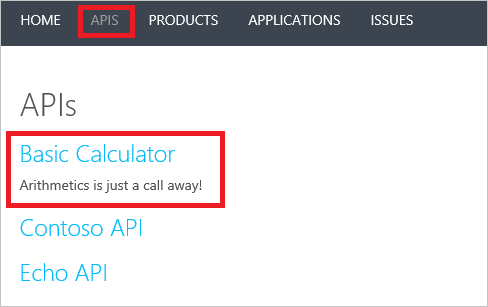 HOME APIS PRODUCTS APPLICATIONS ISSUES
APIs
Basic Calculator
Arithmetics is just a call away!
Contoso API
Echo API